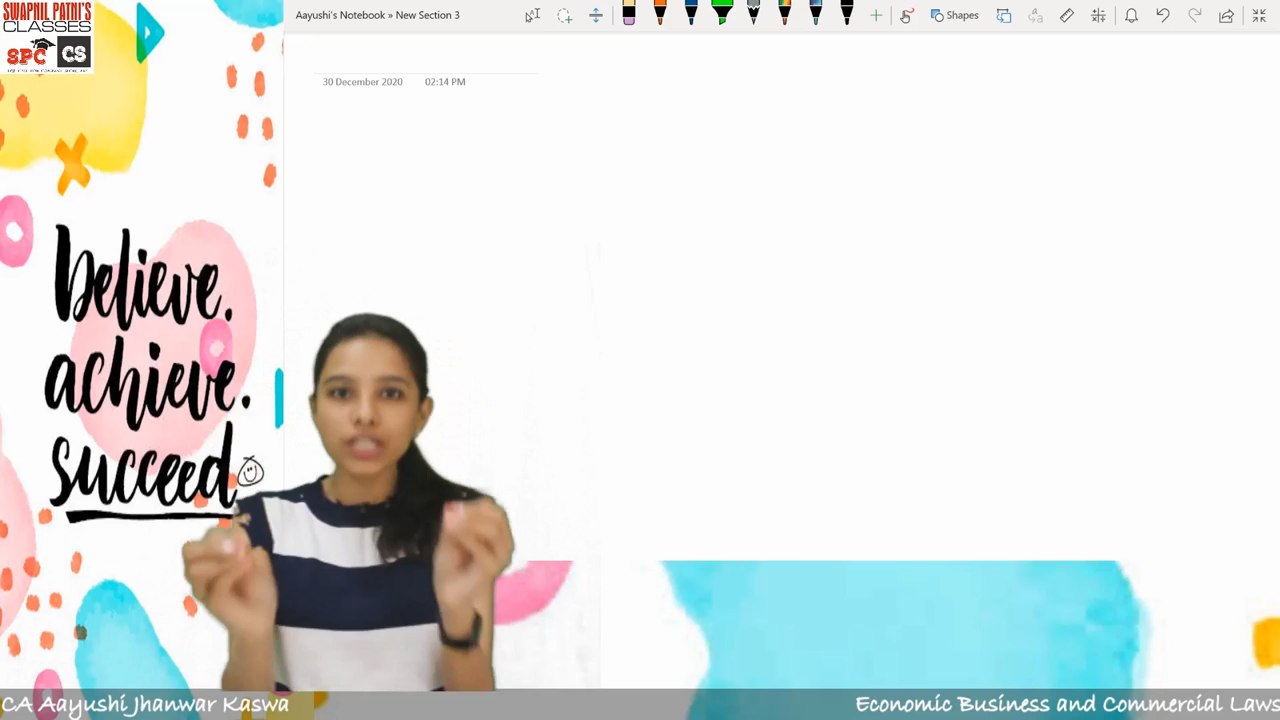 SWAPNIL PATNI'S
CLASSES
SPC CS
Aayushi's Notebook » New Section 3
Shapes
30 December 2020 02:14 PM
believe.
achieve.
succeed
CA Aayushi Jhanwar Kaswa
Economic Business and Commercial Laws